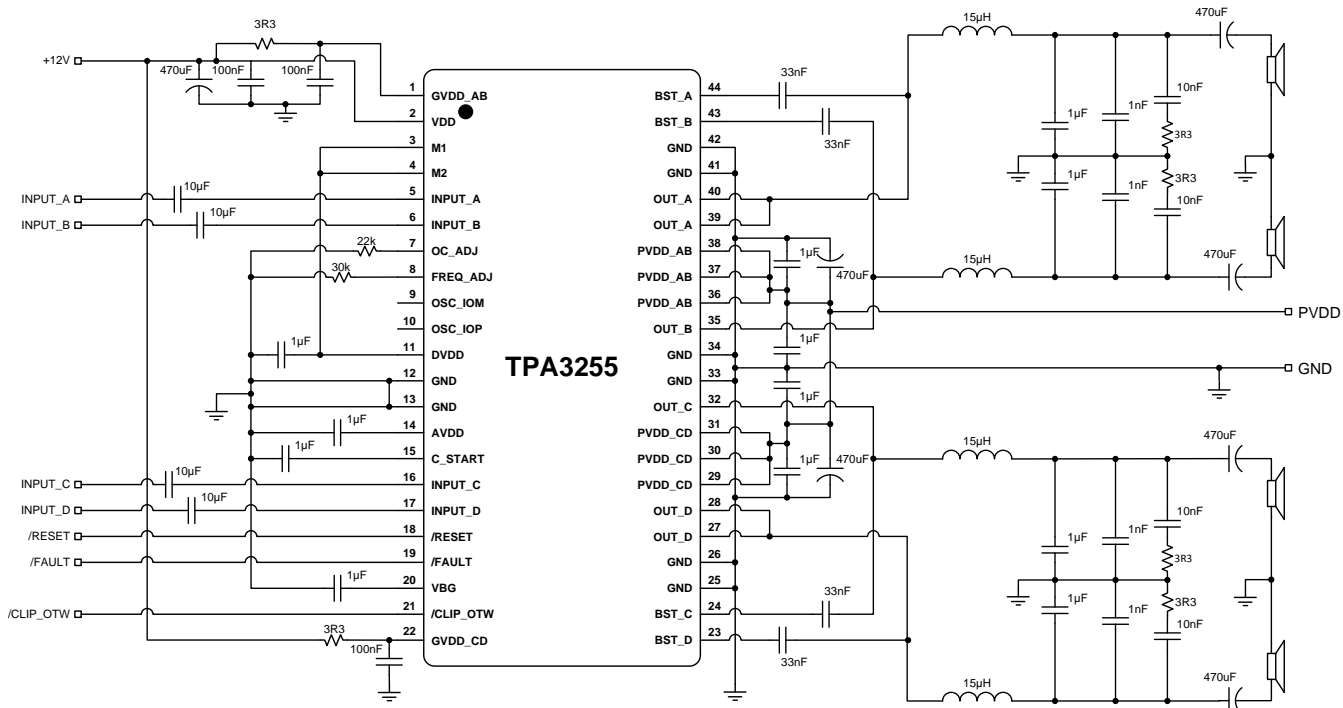 3R3
+12V
470uF
100nF
100nF
INPUT_A
10µF
INPUT_B
10µF
22k
30k
1µF
1µF
1µF
INPUT_C
10µF
INPUT_D
10µF
/RESET
/FAULT
1µF
/CLIP_OTW
3R3
100nF
1 GVDD_AB
2 VDD
3 M1
4 M2
5 INPUT_A
6 INPUT_B
7 OC_ADJ
8 FREQ_ADJ
9 OSC_IOM
10 OSC_IOP
11 DVDD
12 GND
13 GND
14 AVDD
15 C_START
16 INPUT_C
17 INPUT_D
18 /RESET
19 /FAULT
20 VBG
21 /CLIP_OTW
22 GVDD_CD
TPA3255
BST_A 44
BST_B 43
GND 42
GND 41
OUT_A 40
OUT_A 39
PVDD_AB 38
PVDD_AB 37
PVDD_AB 36
OUT_B 35
GND 34
GND 33
OUT_C 32
PVDD_CD 31
PVDD_CD 30
PVDD_CD 29
OUT_D 28
OUT_D 27
GND 26
GND 25
BST_C 24
BST_D 23
33nF
33nF
1µF
470uF
1µF
1µF
1µF
470uF
33nF
33nF
15µH
470uF
1µF
1nF
10nF
3R3
1µF
1nF
3R3
10nF
15µH
470uF
PVDD
GND
15µH
470uF
1µF
1nF
10nF
3R3
1µF
1nF
3R3
10nF
15µH
470uF